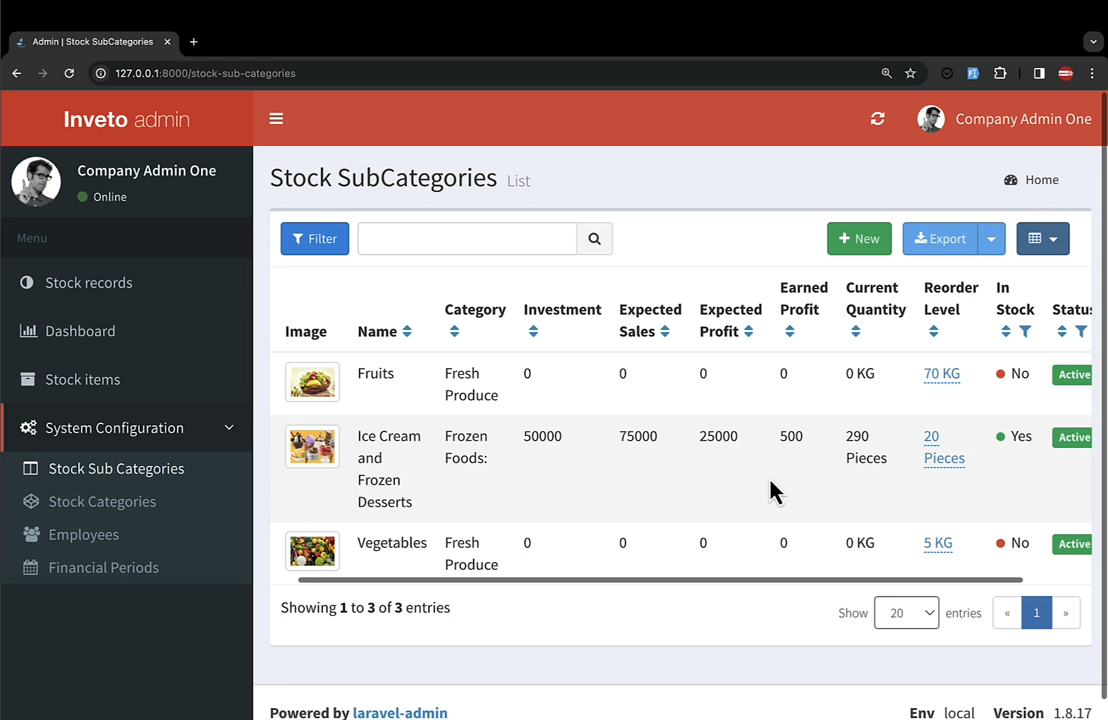 Admin | Stock SubCategories
127.0.0.1:8000/stock-sub-categories
Inveto admin
Company Admin One
Company Admin One
Online
Menu
Stock records
Dashboard
Stock items
System Configuration
Stock Sub Categories
Stock Categories
Employees
Financial Periods
Stock SubCategories List
Home
Filter
New
Export
Image Name Category Investment Expected Sales Expected Profit Earned Profit Current Quantity Reorder Level In Stock Status
Fruits Fresh Produce 0 0 0 0 0 KG 70 KG No Active
Ice Cream and Frozen Desserts Frozen Foods: 50000 75000 25000 500 290 Pieces 20 Pieces Yes Active
Vegetables Fresh Produce 0 0 0 0 0 KG 5 KG No Active
Showing 1 to 3 of 3 entries
Show 20 entries « 1 »
Powered by laravel-admin
Env local Version 1.8.17